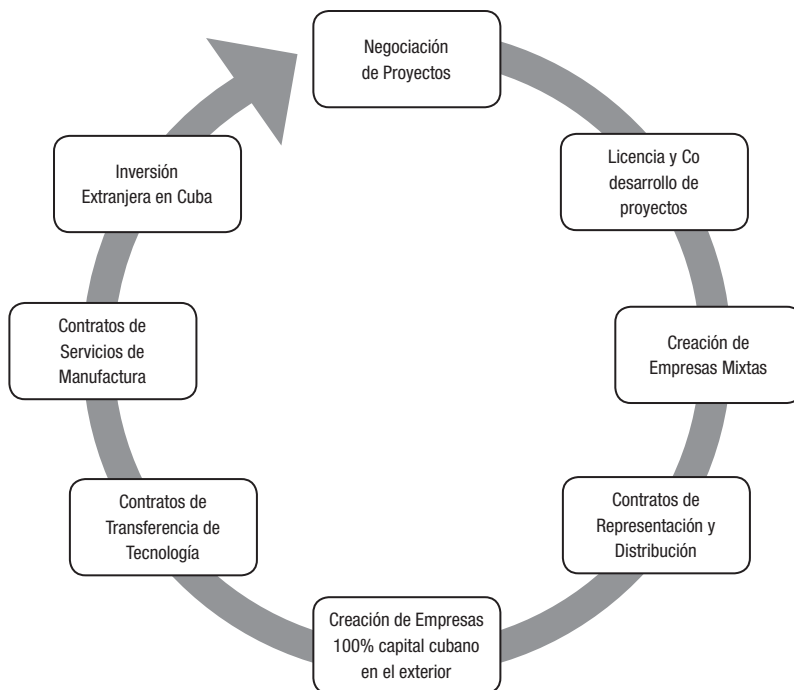 Negociación
de Proyectos
Licencia y Co
desarrollo de
proyectos
Creación de
Empresas Mixtas
Contratos de
Representación y
Distribución
Creación de Empresas
100% capital cubano
en el exterior
Contratos de
Transferencia de
Tecnología
Contratos de
Servicios de
Manufactura
Inversión
Extranjera en Cuba